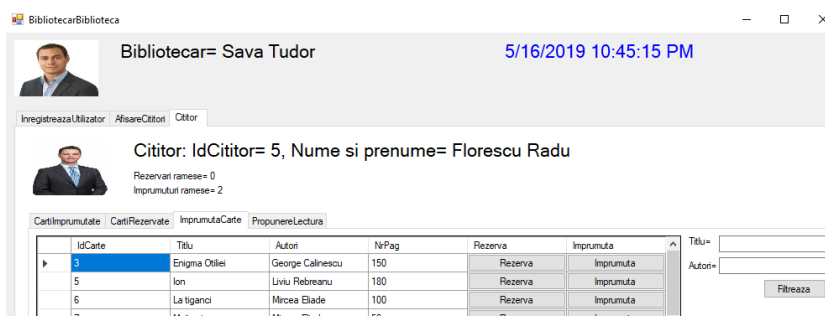 BibliotecarBiblioteca
Bibliotecar= Sava Tudor 5/16/2019 10:45:15 PM
InregistreazaUtilizator AfisareCititori Cititor
Cititor: IdCititor= 5, Nume si prenume= Florescu Radu
Rezervari ramese= 0
Imprumuturi ramese= 2
CartiImprumutate CartiRezervate ImprumutaCarte PropunereLectura
IdCarte Titlu Autori NrPag Rezerva Imprumuta Titlu=
3 Enigma Otiliei George Calinescu 150 Rezerva Imprumuta Autori=
5 Ion Liviu Rebreanu 180 Rezerva Imprumuta Filtreaza
6 La tiganci Mircea Eliade 100 Rezerva Imprumuta